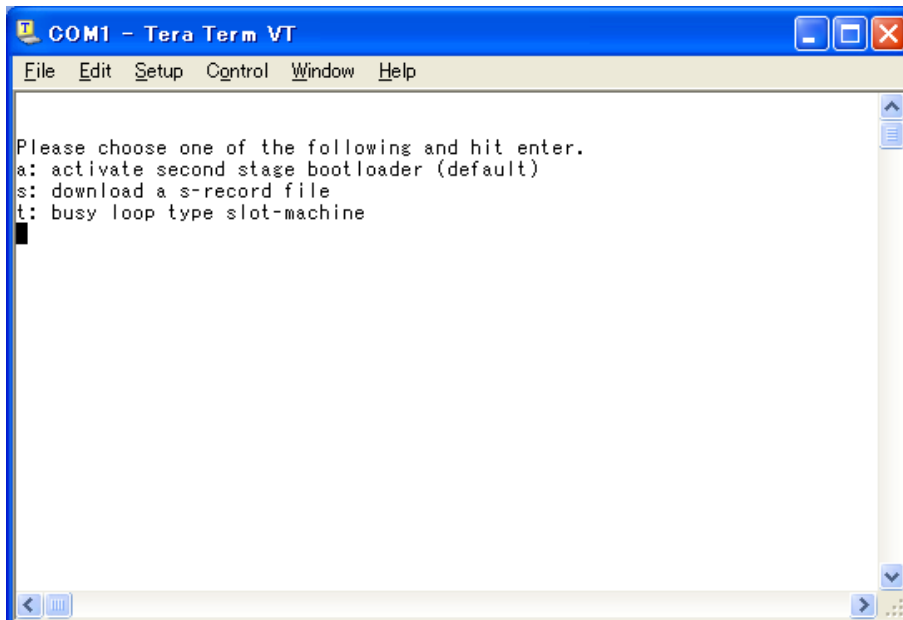 COM1 - Tera Term VT
File Edit Setup Control Window Help
Please choose one of the following and hit enter.
a: activate second stage bootloader (default)
s: download a s-record file
t: busy loop type slot-machine